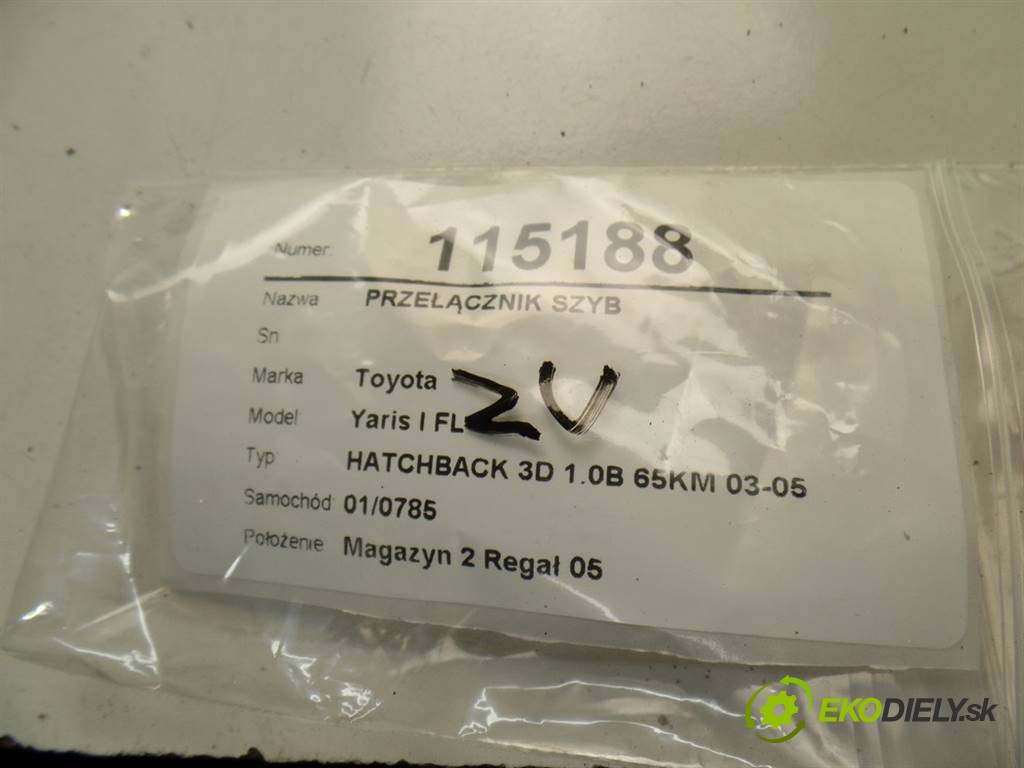 Numer: 115188
Nazwa PRZEŁĄCZNIK SZYB
Sn
Marka Toyota
Model Yaris I FL
ZU
Typ HATCHBACK 3D 1.0B 65KM 03-05
Samochód 01/0785
Położenie Magazyn 2 Regał 05
EKODIELY.sk